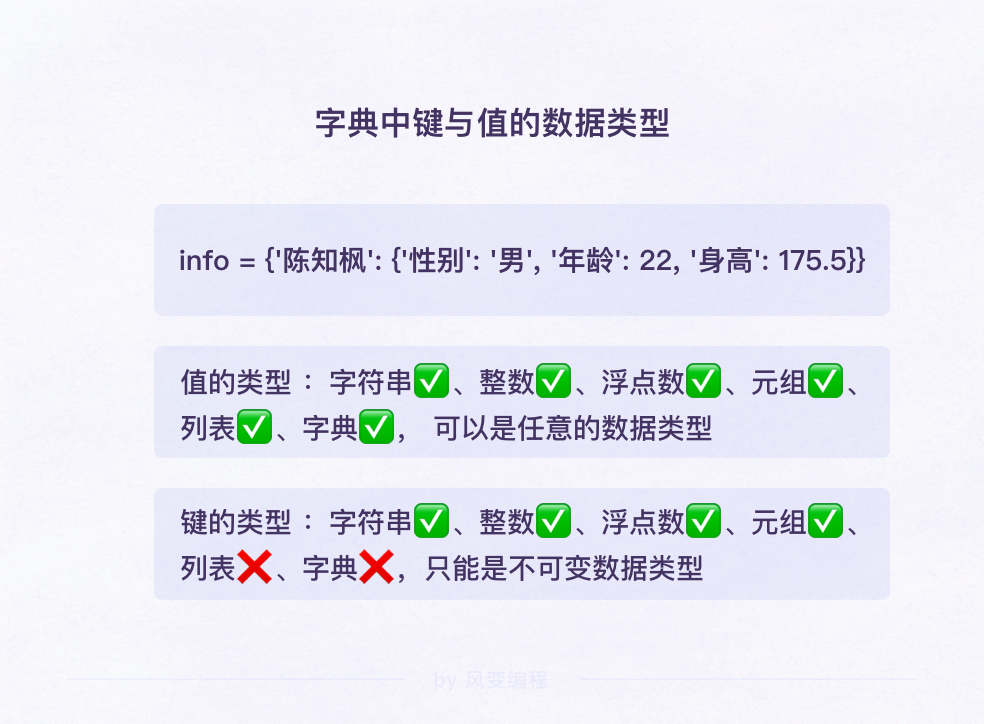 字典中键与值的数据类型
info = {'陈知枫': {'性别': '男', '年龄': 22, '身高': 175.5}}
值的类型：字符串✅、整数✅、浮点数✅、元组✅、
列表✅、字典✅， 可以是任意的数据类型
键的类型：字符串✅、整数✅、浮点数✅、元组✅、
列表❌、字典❌，只能是不可变数据类型
by 风变编程